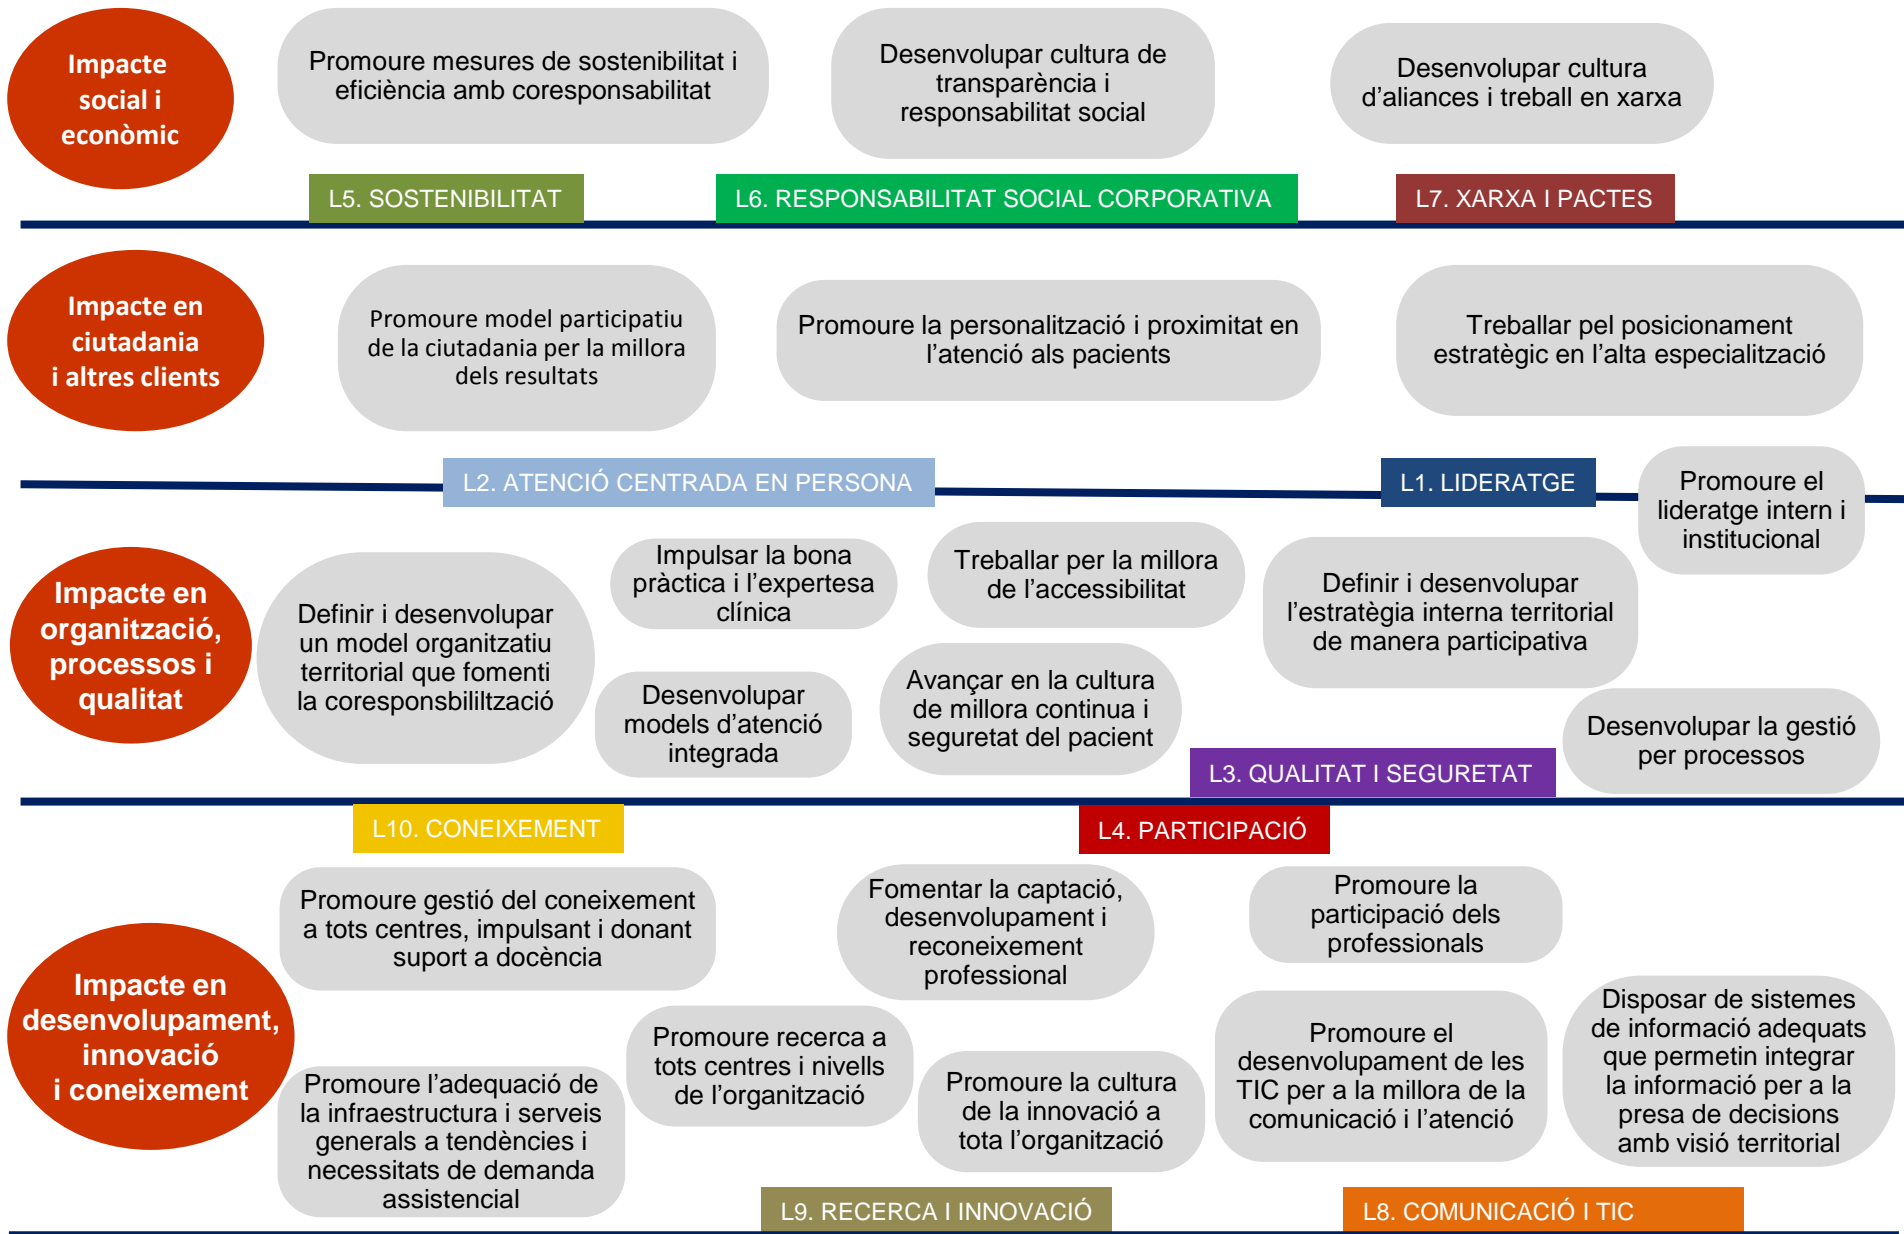 Impacte
social i
econòmic
Promoure mesures de sostenibilitat i
eficiència amb coresponsabilitat
Desenvolupar cultura de
transparència i
responsabilitat social
Desenvolupar cultura
d’aliances i treball en xarxa
L5. SOSTENIBILITAT
L6. RESPONSABILITAT SOCIAL CORPORATIVA
L7. XARXA I PACTES
Impacte en
ciutadania
i altres clients
Promoure model participatiu
de la ciutadania per la millora
dels resultats
Promoure la personalització i proximitat en
l’atenció als pacients
Treballar pel posicionament
estratègic en l’alta especialització
L2. ATENCIÓ CENTRADA EN PERSONA
L1. LIDERATGE
Promoure el
lideratge intern i
institucional
Impacte en
organització,
processos i
qualitat
Definir i desenvolupar
un model organitzatiu
territorial que fomenti
la coresponsbililtzació
Impulsar la bona
pràctica i l’expertesa
clínica
Treballar per la millora
de l’accessibilitat
Definir i desenvolupar
l’estratègia interna territorial
de manera participativa
Desenvolupar
models d’atenció
integrada
Avançar en la cultura
de millora continua i
seguretat del pacient
Desenvolupar la gestió
per processos
L3. QUALITAT I SEGURETAT
L10. CONEIXEMENT
L4. PARTICIPACIÓ
Impacte en
desenvolupament,
innovació
i coneixement
Promoure gestió del coneixement
a tots centres, impulsant i donant
suport a docència
Fomentar la captació,
desenvolupament i
reconeixement
professional
Promoure la
participació dels
professionals
Promoure l’adequació de
la infraestructura i serveis
generals a tendències i
necessitats de demanda
assistencial
Promoure recerca a
tots centres i nivells
de l’organització
Promoure la cultura
de la innovació a
tota l’organització
Promoure el
desenvolupament de les
TIC per a la millora de la
comunicació i l’atenció
Disposar de sistemes
de informació adequats
que permetin integrar
la informació per a la
presa de decisions
amb visió territorial
L9. RECERCA I INNOVACIÓ
L8. COMUNICACIÓ I TIC